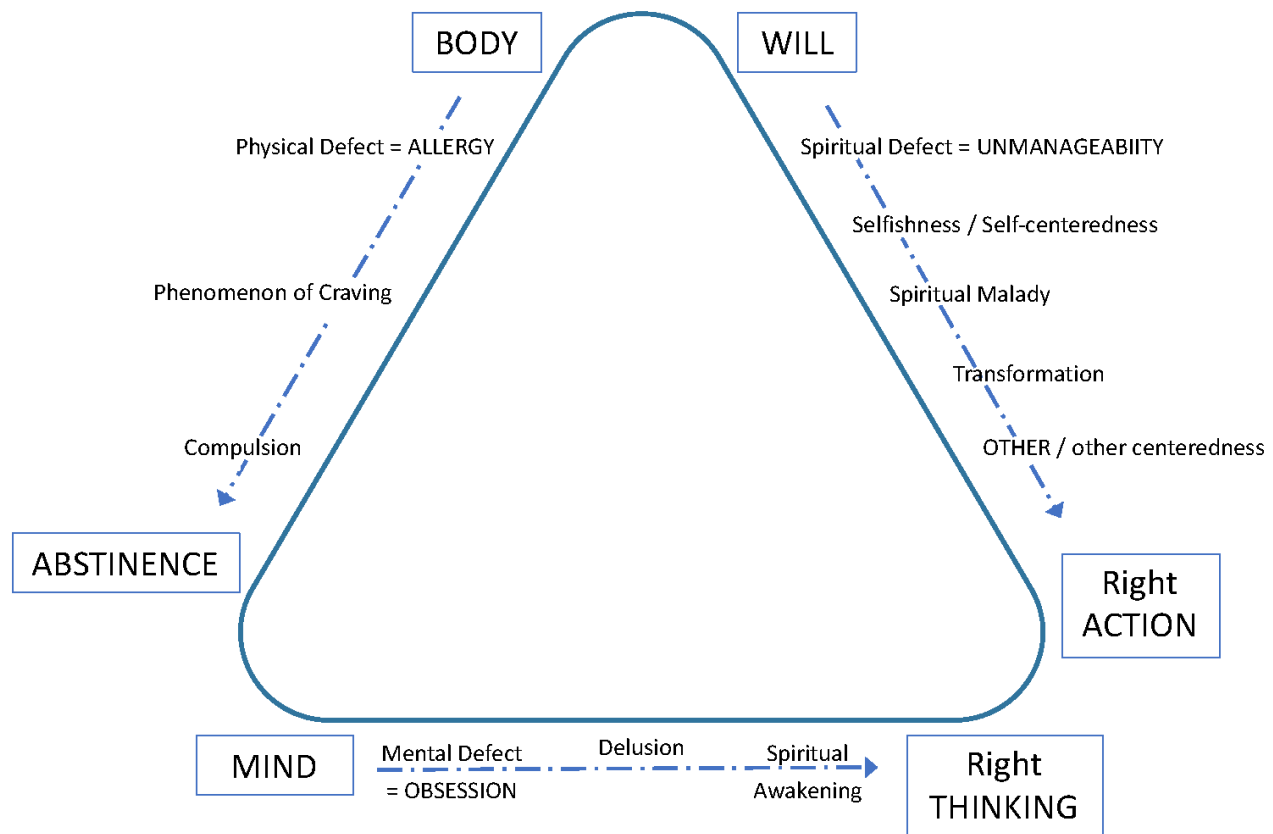 BODY
WILL
Physical Defect = ALLERGY
Spiritual Defect = UNMANAGEABIITY
Selfishness / Self-centeredness
Phenomenon of Craving
Spiritual Malady
Transformation
Compulsion
OTHER / other centeredness
ABSTINENCE
Right
ACTION
MIND
Mental Defect
= OBSESSION
Delusion
Spiritual
Awakening
Right
THINKING